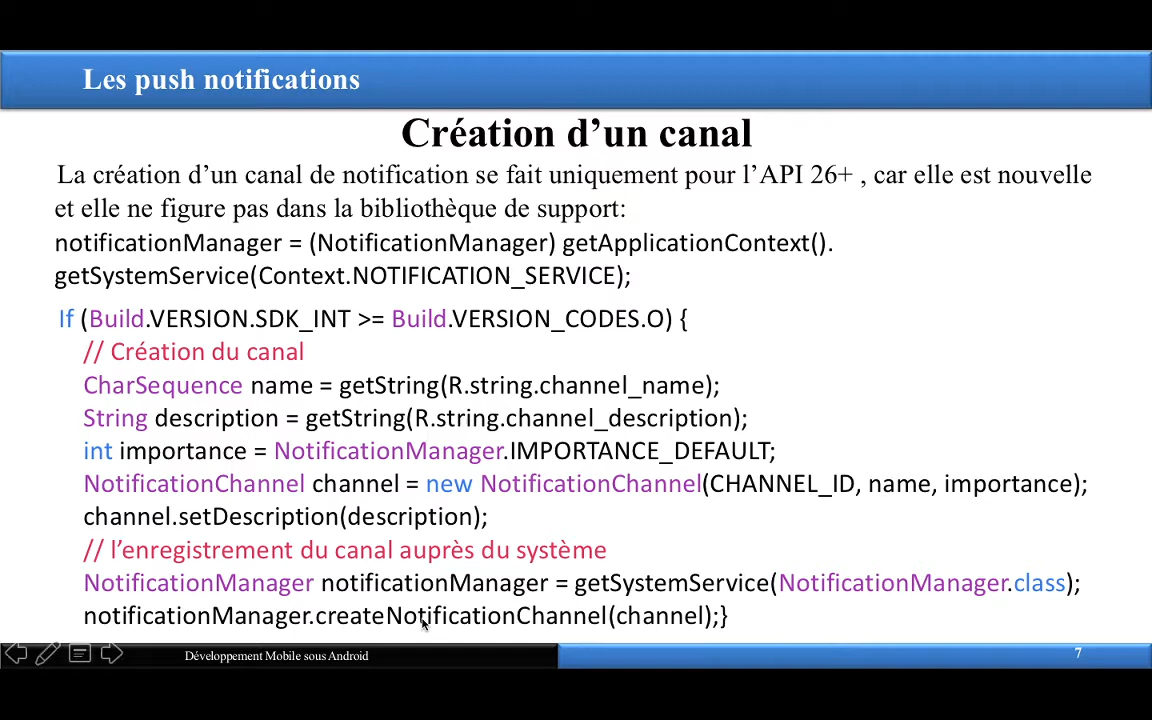 Les push notifications
Création d’un canal
La création d’un canal de notification se fait uniquement pour l’API 26+ , car elle est nouvelle
et elle ne figure pas dans la bibliothèque de support:
notificationManager = (NotificationManager) getApplicationContext().
getSystemService(Context.NOTIFICATION_SERVICE);
If (Build.VERSION.SDK_INT >= Build.VERSION_CODES.O) {
// Création du canal
CharSequence name = getString(R.string.channel_name);
String description = getString(R.string.channel_description);
int importance = NotificationManager.IMPORTANCE_DEFAULT;
NotificationChannel channel = new NotificationChannel(CHANNEL_ID, name, importance);
channel.setDescription(description);
// l’enregistrement du canal auprès du système
NotificationManager notificationManager = getSystemService(NotificationManager.class);
notificationManager.createNotificationChannel(channel);}
Développement Mobile sous Android
7